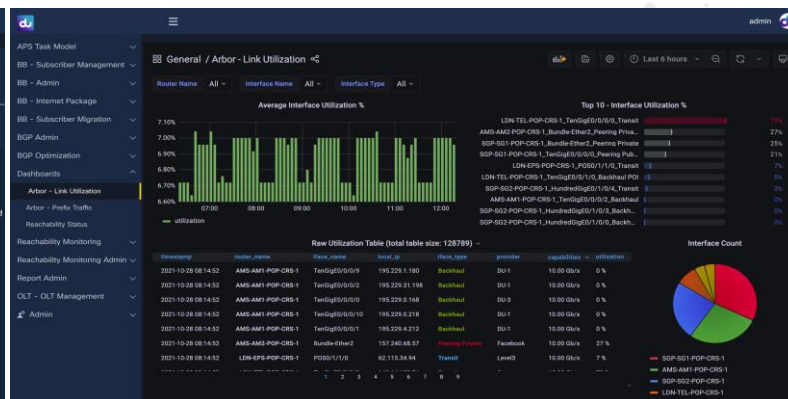 du
admin
APS Task Model
BB - Subscriber Management
BB - Admin
BB - Internet Package
BB - Subscriber Migration
BGP Admin
BGP Optimization
Dashboards
Arbor - Link Utilization
Arbor - Prefix Traffic
Reachability Status
Reachability Monitoring
Reachability Monitoring Admin
Report Admin
OLT - OLT Management
Admin
General / Arbor - Link Utilization
Last 6 hours
Router Name All Interface Name All Interface Type All
Average Interface Utilization %
7.10%
7.00%
6.90%
6.80%
6.70%
6.60%
07:00 08:00 09:00 10:00 11:00 12:00
utilization
Top 10 - Interface Utilization %
LDN-TEL-POP-CRS-1_TenGigE0/0/0/0_Transit
AMS-AM2-POP-CRS-1_Bundle-Ether2_Peering Priva... 27%
SGP-SG1-POP-CRS-1_Bundle-Ether2_Peering Private 25%
SGP-SG1-POP-CRS-1_TenGigE0/0/0/0_Peering Pub... 21%
LDN-EPS-POP-CRS-1_POS0/1/1/0_Transit 7%
LDN-TEL-POP-CRS-1_TenGigE0/0/1/0_Backhaul POI 5%
SGP-SG2-POP-CRS-1_HundredGigE0/1/0/4_Transit 3%
AMS-AM1-POP-CRS-1_TenGigE0/0/0/2_Backhaul 0%
SGP-SG2-POP-CRS-1_HundredGigE0/1/0/3_Backh... 0%
SGP-SG2-POP-CRS-1_HundredGigE0/1/0/0_Backh... 0%
Raw Utilization Table (total table size: 128789)
timestamp router_name iface_name local_ip iface_type provider capabilities utilization
2021-10-28 08:14:52 AMS-AM1-POP-CRS-1 TenGigE0/0/0/9 195.229.1.180 Backhaul DU-1 10.00 Gb/s 0 %
2021-10-28 08:14:52 AMS-AM1-POP-CRS-1 TenGigE0/0/0/2 195.229.31.198 Backhaul DU-1 10.00 Gb/s 0 %
2021-10-28 08:14:52 AMS-AM1-POP-CRS-1 TenGigE0/0/0/0 195.229.0.168 Backhaul DU-3 10.00 Gb/s 0 %
2021-10-28 08:14:52 AMS-AM1-POP-CRS-1 TenGigE0/0/0/10 195.229.0.218 Backhaul DU-1 10.00 Gb/s 0 %
2021-10-28 08:14:52 AMS-AM1-POP-CRS-1 TenGigE0/0/0/1 195.229.4.212 Backhaul DU-1 10.00 Gb/s 0 %
2021-10-28 08:14:52 AMS-AM2-POP-CRS-1 Bundle-Ether2 157.240.68.57 Peering Private Facebook 10.00 Gb/s 27 %
2021-10-28 08:14:52 LDN-EPS-POP-CRS-1 POS0/1/1/0 62.115.34.94 Transit Level3 10.00 Gb/s 7 %
1 2 3 4 5 6 7 8 9
Interface Count
SGP-SG1-POP-CRS-1
AMS-AM1-POP-CRS-1
SGP-SG2-POP-CRS-1
LDN-TEL-POP-CRS-1